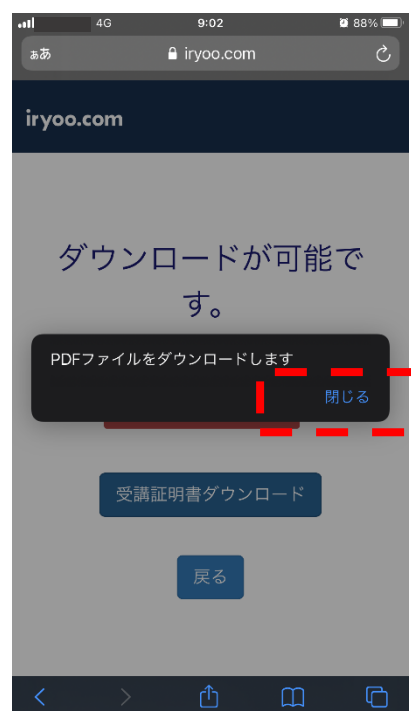 4G 9:02 88%
ぁあ iryoo.com
iryoo.com
ダウンロードが可能で
す。
PDFファイルをダウンロードします
閉じる
受講証明書ダウンロード
戻る